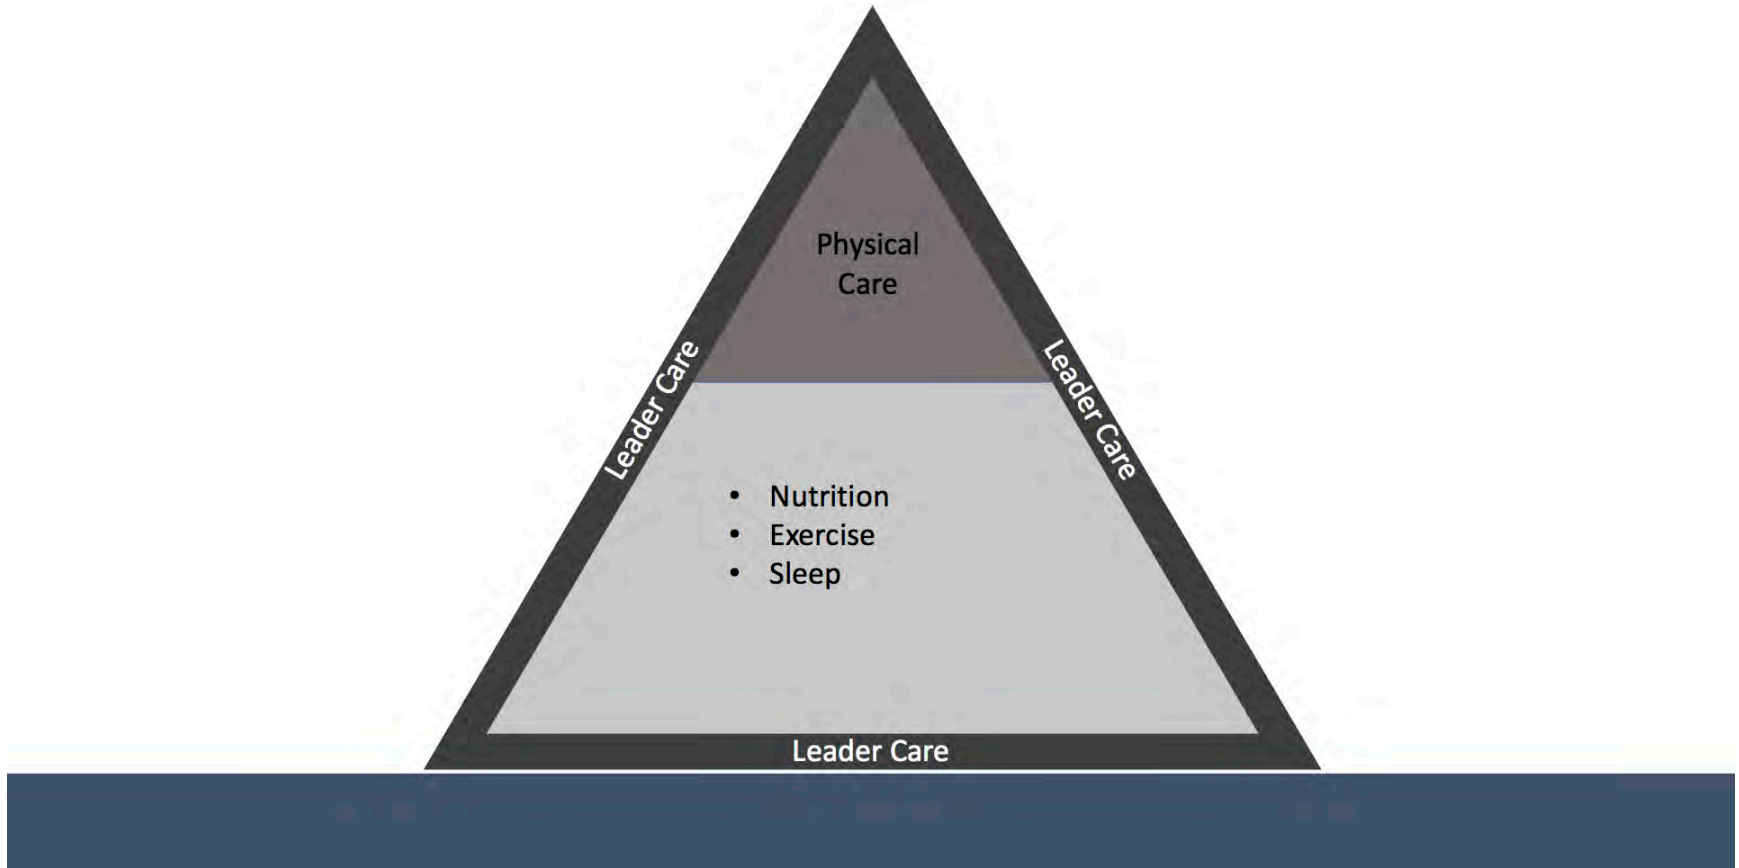 Physical
Care
Leader Care
Leader Care
• Nutrition
• Exercise
• Sleep
Leader Care